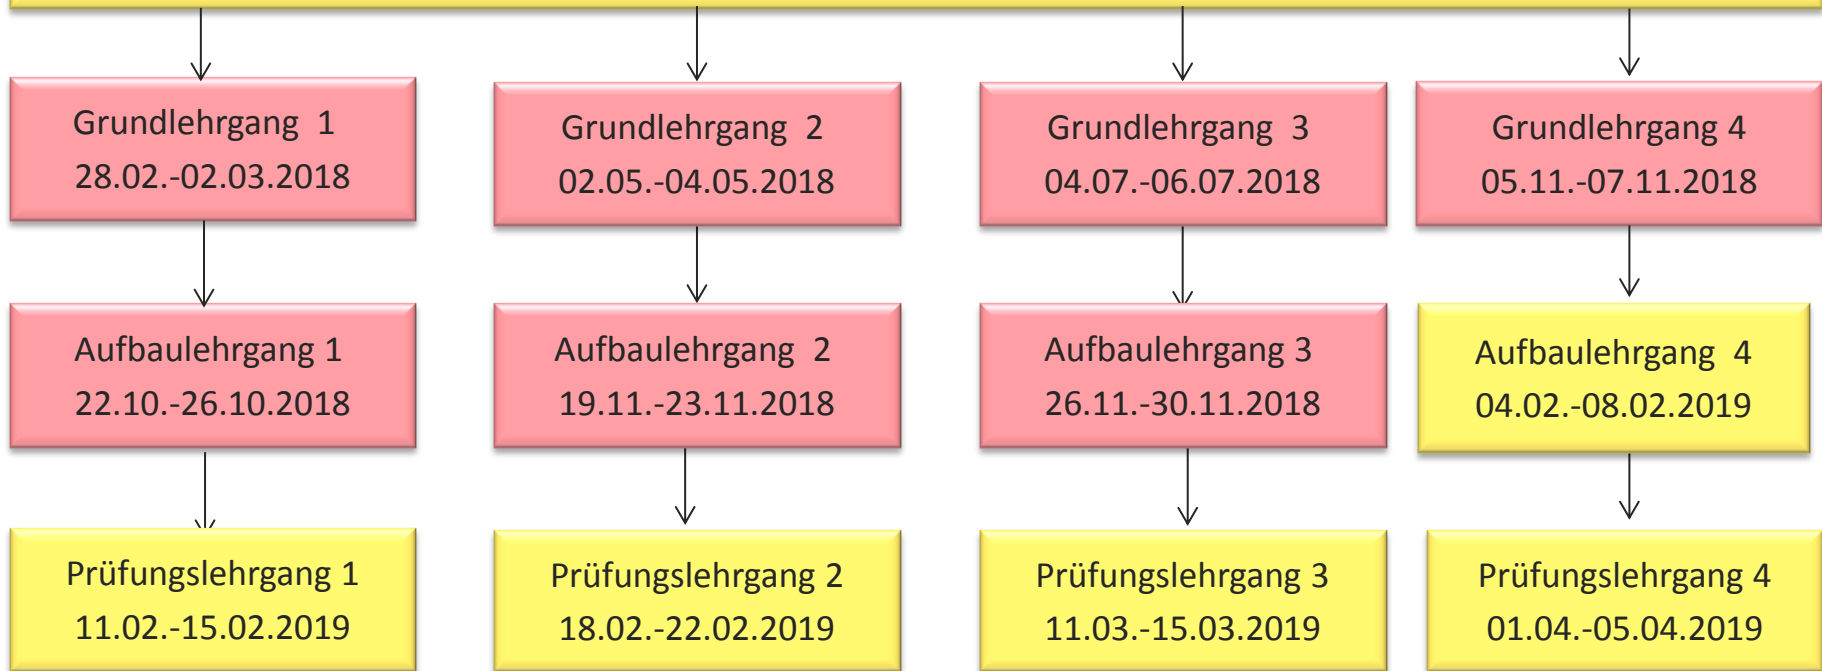 Grundlehrgang 1
28.02.-02.03.2018
Grundlehrgang 2
02.05.-04.05.2018
Grundlehrgang 3
04.07.-06.07.2018
Grundlehrgang 4
05.11.-07.11.2018
Aufbaulehrgang 1
22.10.-26.10.2018
Aufbaulehrgang 2
19.11.-23.11.2018
Aufbaulehrgang 3
26.11.-30.11.2018
Aufbaulehrgang 4
04.02.-08.02.2019
Prüfungslehrgang 1
11.02.-15.02.2019
Prüfungslehrgang 2
18.02.-22.02.2019
Prüfungslehrgang 3
11.03.-15.03.2019
Prüfungslehrgang 4
01.04.-05.04.2019